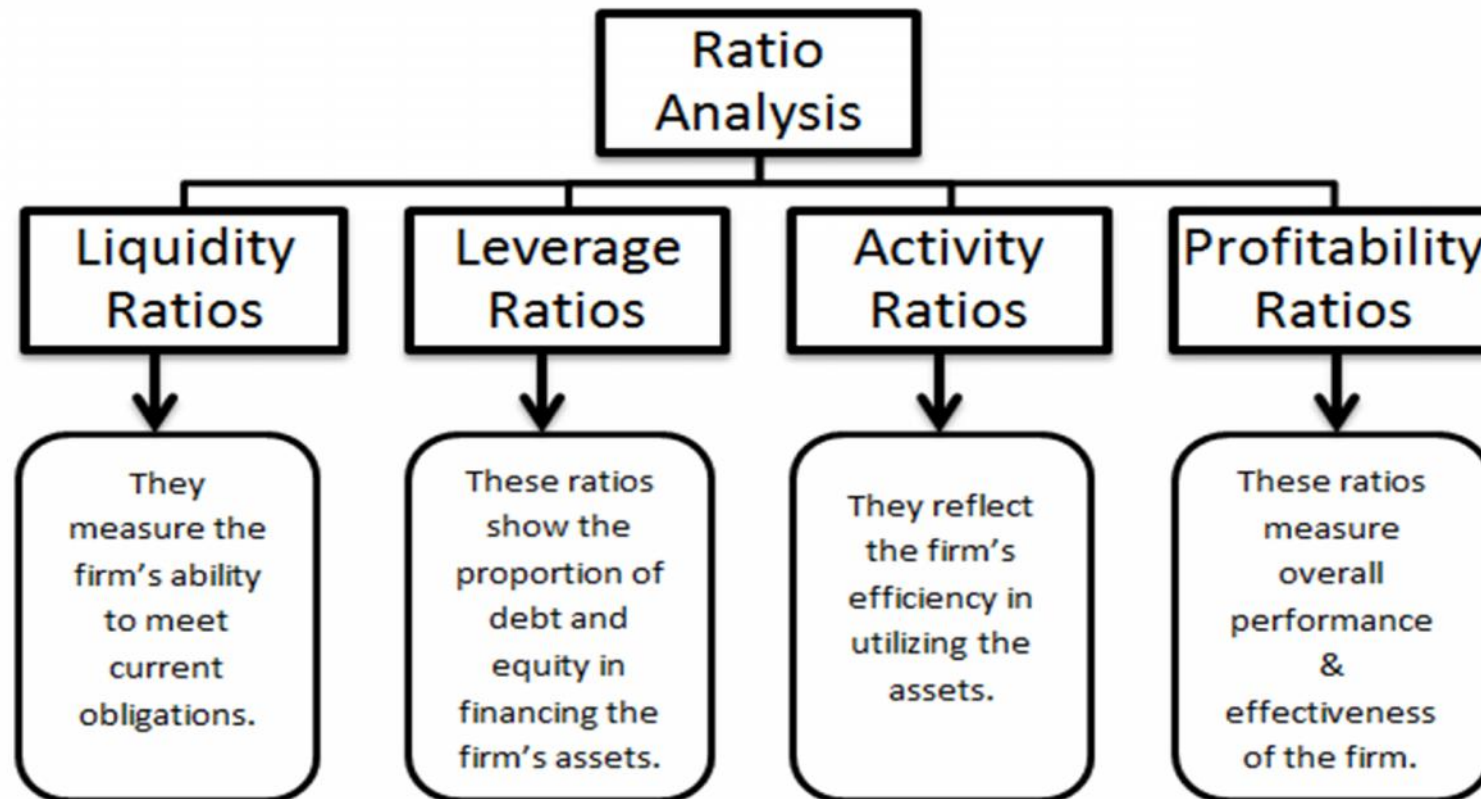 Ratio
Analysis
Liquidity
Ratios
Leverage
Ratios
Activity
Ratios
Profitability
Ratios
They
measure the
firm’s ability
to meet
current
obligations.
These ratios
show the
proportion of
debt and
equity in
financing the
firm’s assets.
They reflect
the firm’s
efficiency in
utilizing the
assets.
These ratios
measure
overall
performance
&
effectiveness
of the firm.